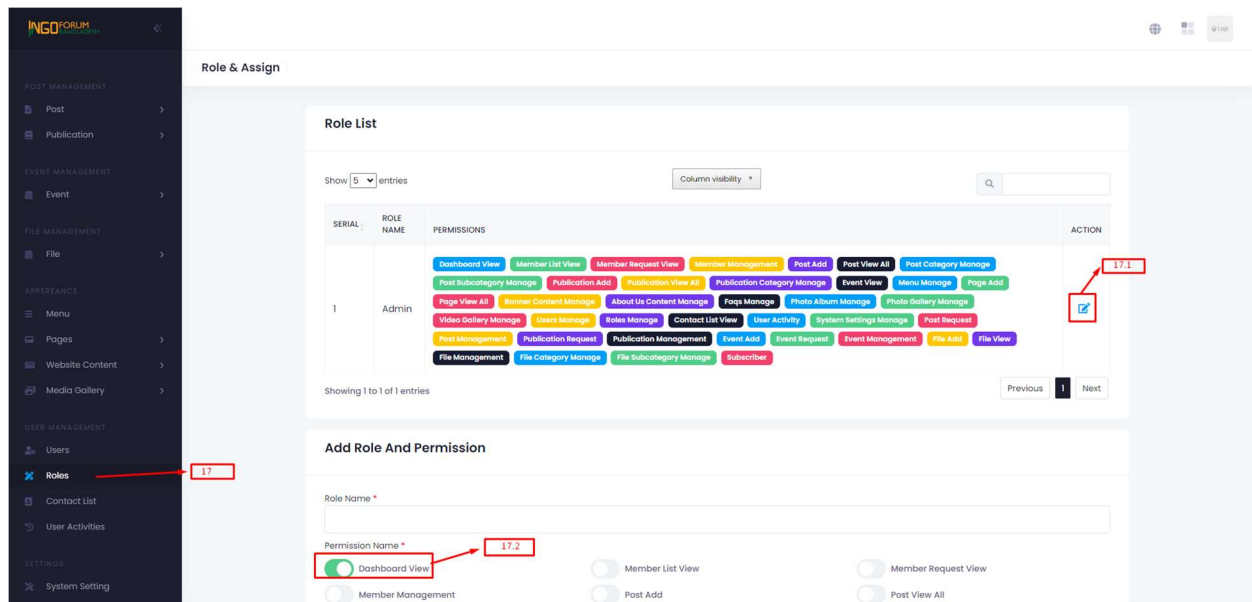 INGO FORUM
BANGLADESH
Logo
Role & Assign
POST MANAGEMENT
Post
Publication
EVENT MANAGEMENT
Event
FILE MANAGEMENT
File
APPEREANCE
Menu
Pages
Website Content
Media Gallery
USER MANAGEMENT
Users
Roles
17
Contact List
User Activities
SETTINGS
System Setting
Role List
Show 5 entries
Column visibility
SERIAL ROLE NAME PERMISSIONS ACTION
17.1
1 Admin
Dashboard View Member List View Member Request View Member Management Post Add Post View All Post Category Manage
Post Subcategory Manage Publication Add Publication View All Publication Category Manage Event View Menu Manage Page Add
Page View All Banner Content Manage About Us Content Manage Faqs Manage Photo Album Manage Photo Gallery Manage
Video Gallery Manage Users Manage Roles Manage Contact List View User Activity System Settings Manage Post Request
Post Management Publication Request Publication Management Event Add Event Request Event Management File Add File View
File Management File Category Manage File Subcategory Manage Subscriber
Showing 1 to 1 of 1 entries
Previous 1 Next
Add Role And Permission
Role Name *
Permission Name *
17.2
Dashboard View Member List View Member Request View
Member Management Post Add Post View All